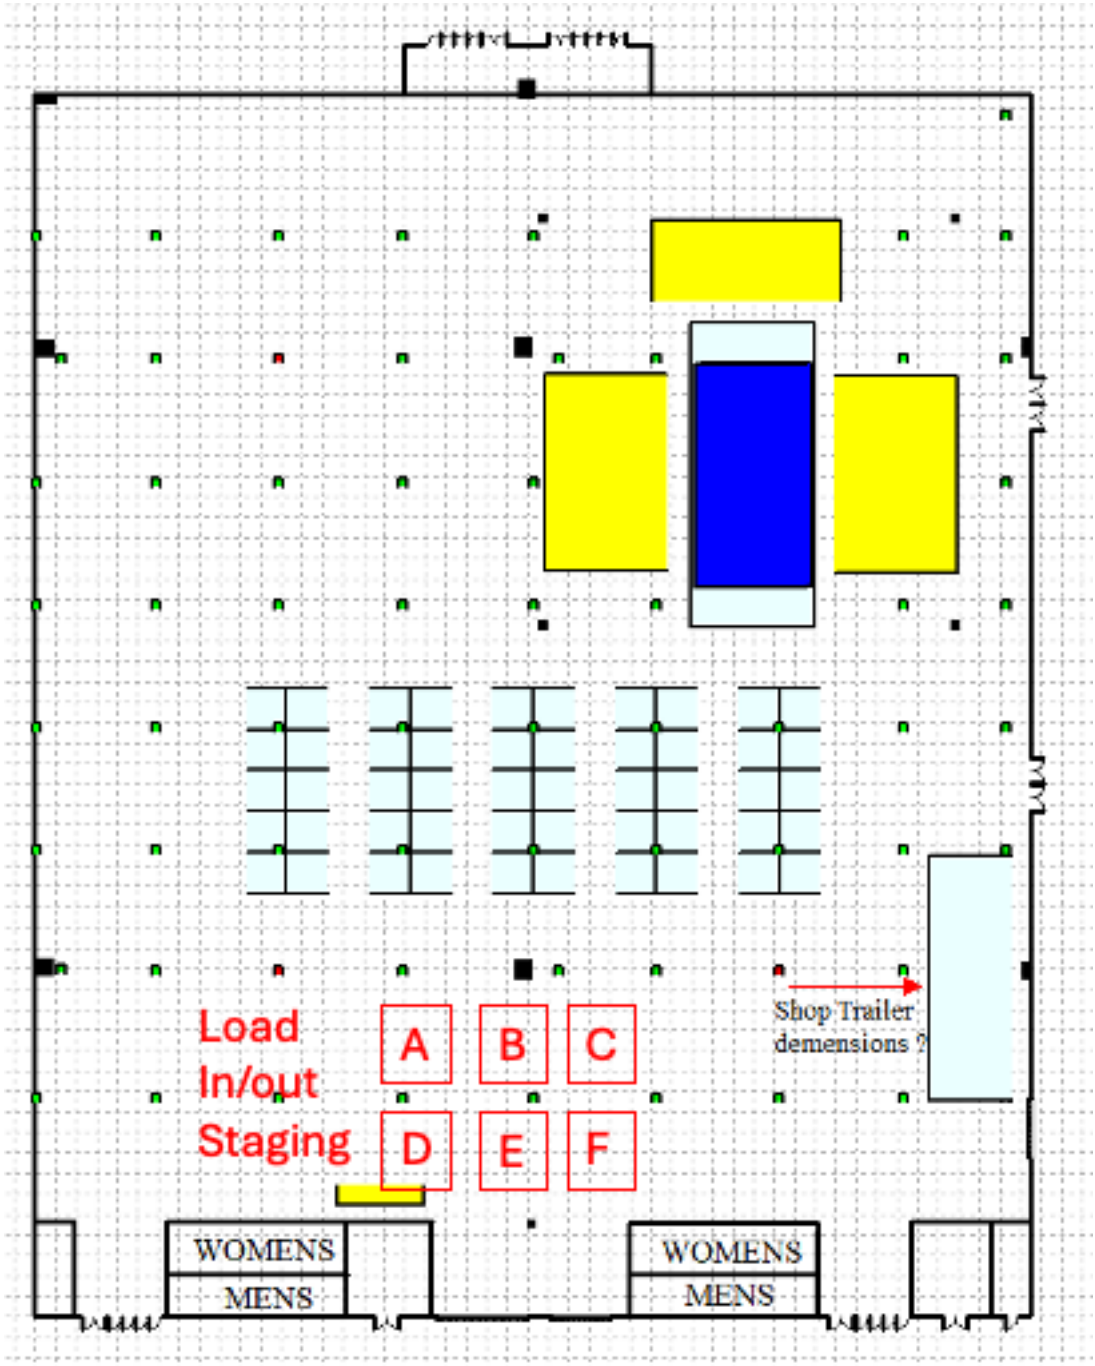 Load
In/out
Staging
A
B
C
D
E
F
Shop Trailer
demensions ?
WOMENS
MENS
WOMENS
MENS